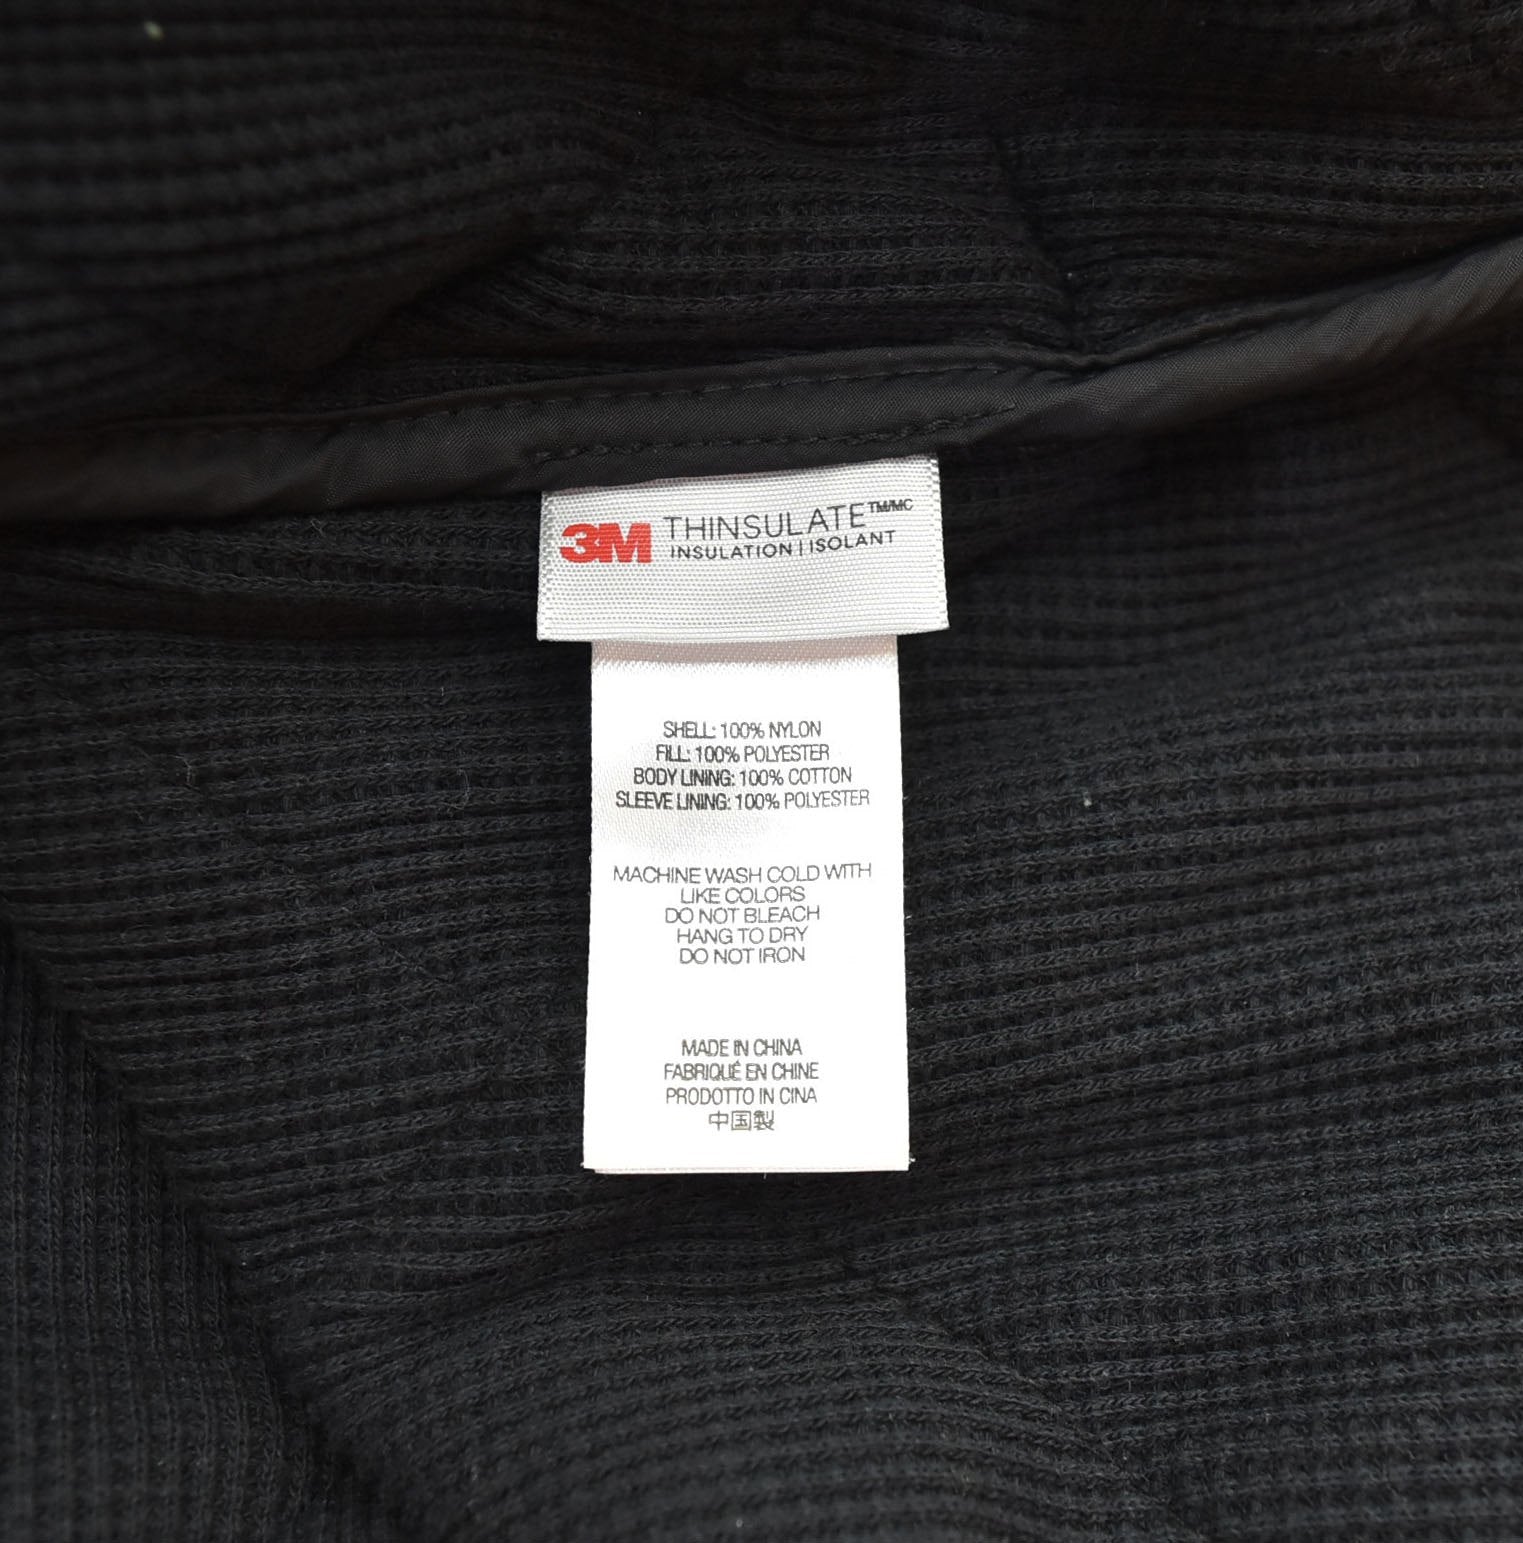 3M THINSULATE™/MC
INSULATION | ISOLANT
SHELL: 100% NYLON
FILL: 100% POLYESTER
BODY LINING: 100% COTTON
SLEEVE LINING: 100% POLYESTER
MACHINE WASH COLD WITH
LIKE COLORS
DO NOT BLEACH
HANG TO DRY
DO NOT IRON
MADE IN CHINA
FABRIQUÉ EN CHINE
PRODOTTO IN CINA
中国製